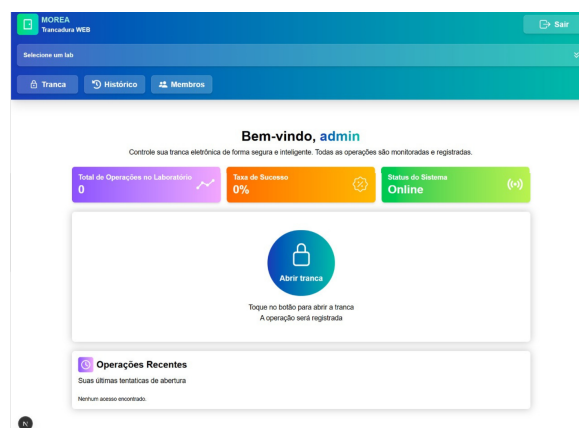 MOREA
Trancadura WEB
Sair
Selecione um lab
Tranca
Histórico
Membros
Bem-vindo, admin
Controle sua tranca eletrônica de forma segura e inteligente. Todas as operações são monitoradas e registradas.
Total de Operações no Laboratório
0
Taxa de Sucesso
0%
Status do Sistema
Online
Abrir tranca
Toque no botão para abrir a tranca
A operação será registrada
Operações Recentes
Suas últimas tentaticas de abertura
Nenhum acesso encontrado.
N